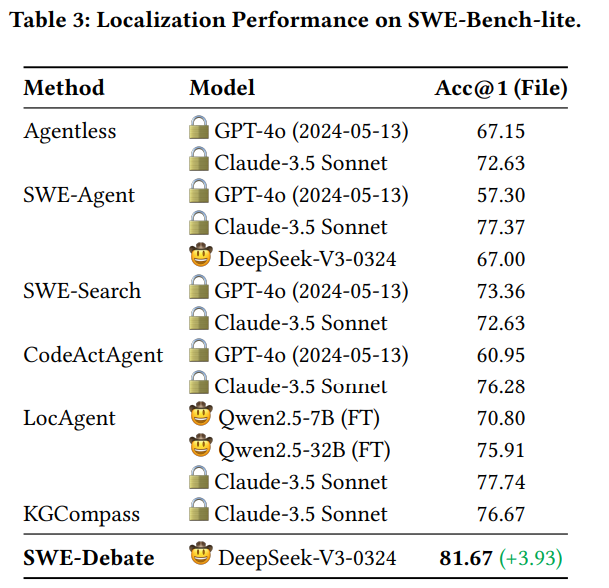 Table 3: Localization Performance on SWE-Bench-lite.
Method Model Acc@1 (File)
Agentless GPT-4o (2024-05-13) 67.15
Claude-3.5 Sonnet 72.63
SWE-Agent GPT-4o (2024-05-13) 57.30
Claude-3.5 Sonnet 77.37
DeepSeek-V3-0324 67.00
SWE-Search GPT-4o (2024-05-13) 73.36
Claude-3.5 Sonnet 72.63
CodeActAgent GPT-4o (2024-05-13) 60.95
Claude-3.5 Sonnet 76.28
LocAgent Qwen2.5-7B (FT) 70.80
Qwen2.5-32B (FT) 75.91
Claude-3.5 Sonnet 77.74
KGCompass Claude-3.5 Sonnet 76.67
SWE-Debate DeepSeek-V3-0324 81.67 (+3.93)